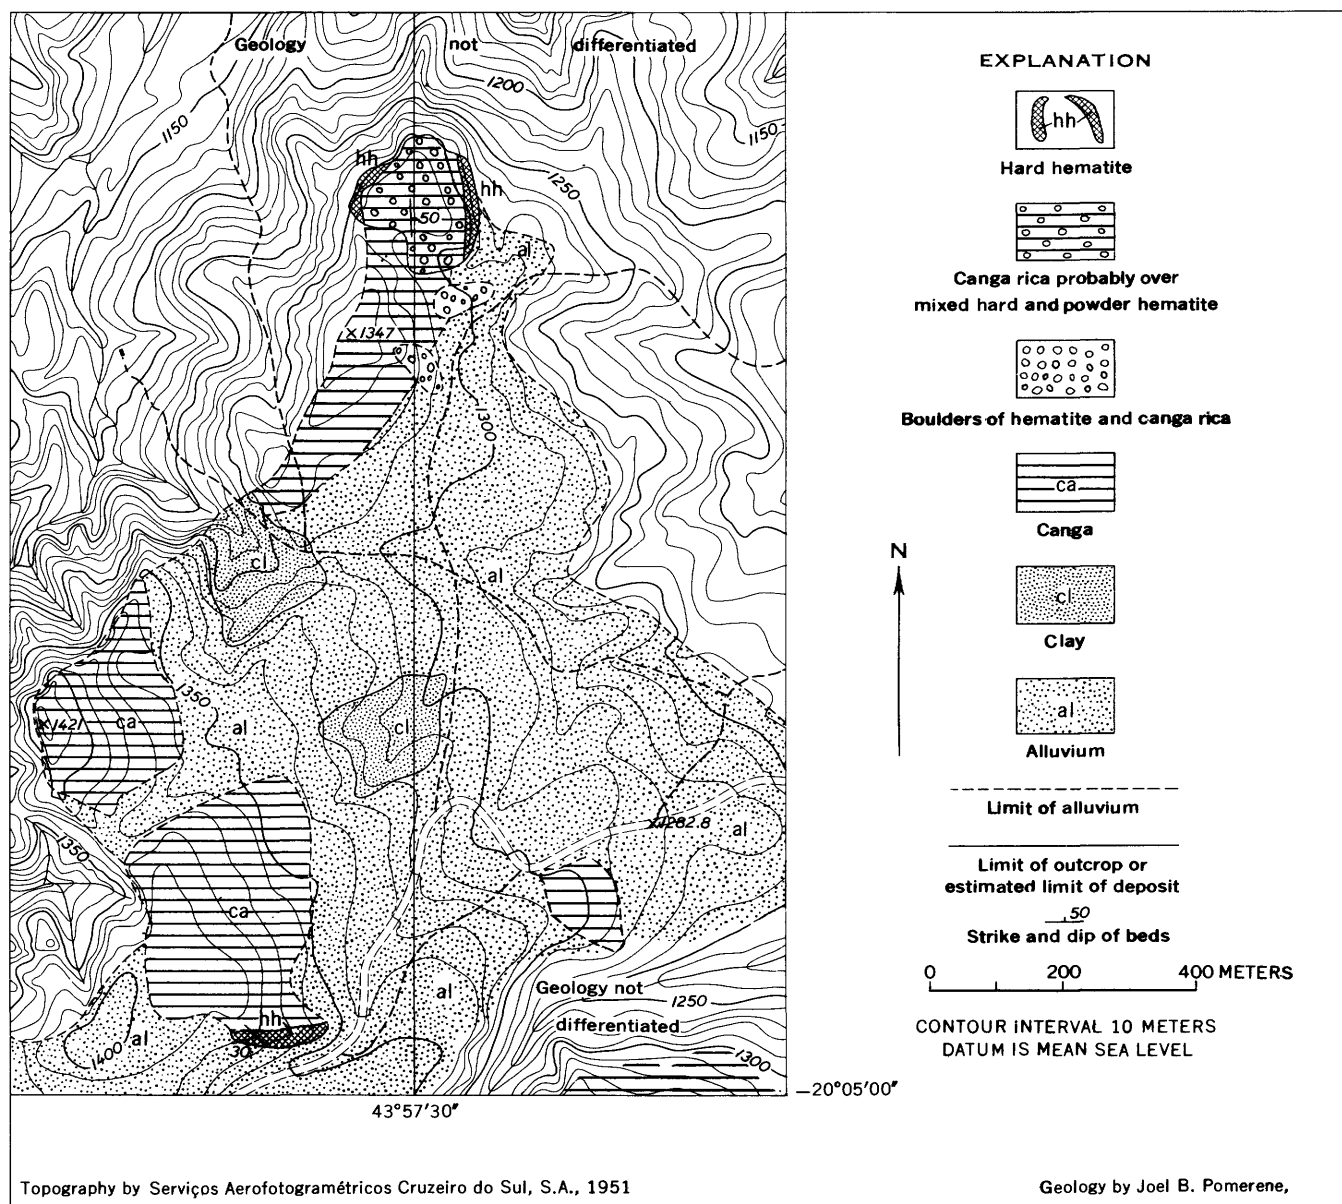 Geology not differentiated
1200
1150
1150
hh
hh
1250
50
al
×1347
1300
cl
al
1350
×1421
ca
al
cl
1350
×1282.8
al
ca
al
Geology not
differentiated
1250
hh
30
al
1400
1300
—20°05'00"
43°57'30"
EXPLANATION
hh
Hard hematite
Canga rica probably over
mixed hard and powder hematite
Boulders of hematite and canga rica
ca
Canga
N
cl
Clay
al
Alluvium
Limit of alluvium
Limit of outcrop or
estimated limit of deposit
50
Strike and dip of beds
0 200 400 METERS
CONTOUR INTERVAL 10 METERS
DATUM IS MEAN SEA LEVEL
Topography by Serviços Aerofotogramétricos Cruzeiro do Sul, S.A., 1951
Geology by Joel B. Pomerene,